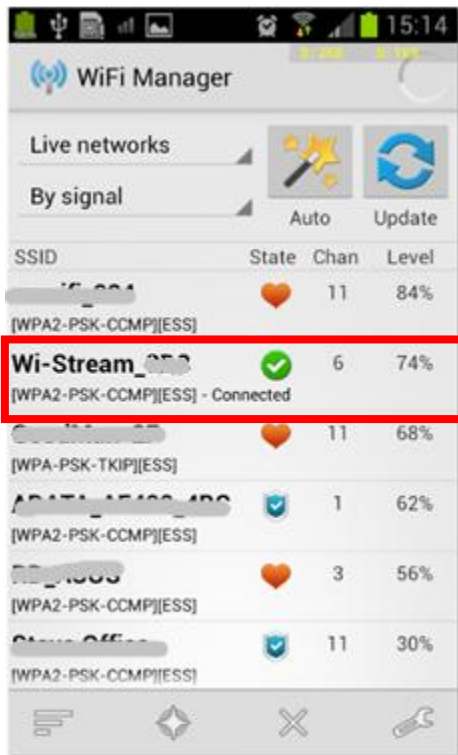 15:14
WiFi Manager
Live networks
By signal
Auto Update
SSID State Chan Level
11 84%
[WPA2-PSK-CCMP][ESS]
Wi-Stream_ 6 74%
[WPA2-PSK-CCMP][ESS] - Connected
11 68%
[WPA-PSK-TKIP][ESS]
1 62%
[WPA2-PSK-CCMP][ESS]
3 56%
[WPA2-PSK-CCMP][ESS]
11 30%
[WPA2-PSK-CCMP][ESS]